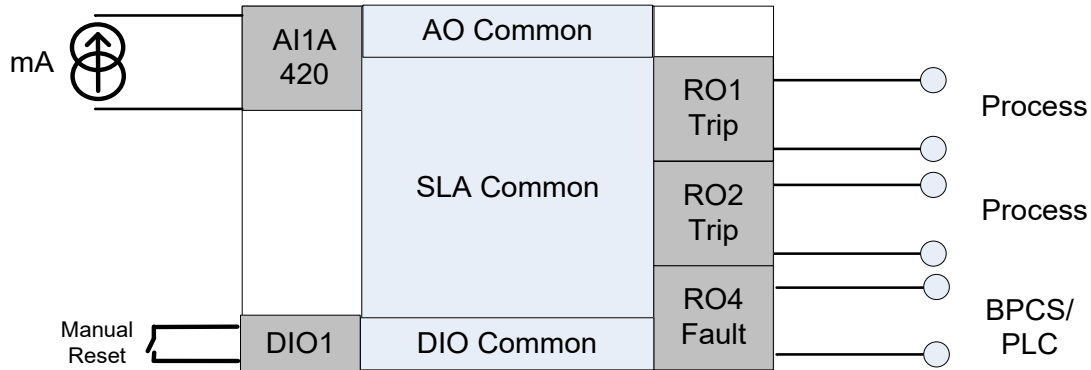 mA
AI1A
420
AO Common
SLA Common
RO1
Trip
Process
RO2
Trip
Process
RO4
Fault
BPCS/
PLC
Manual
Reset
DIO1
DIO Common